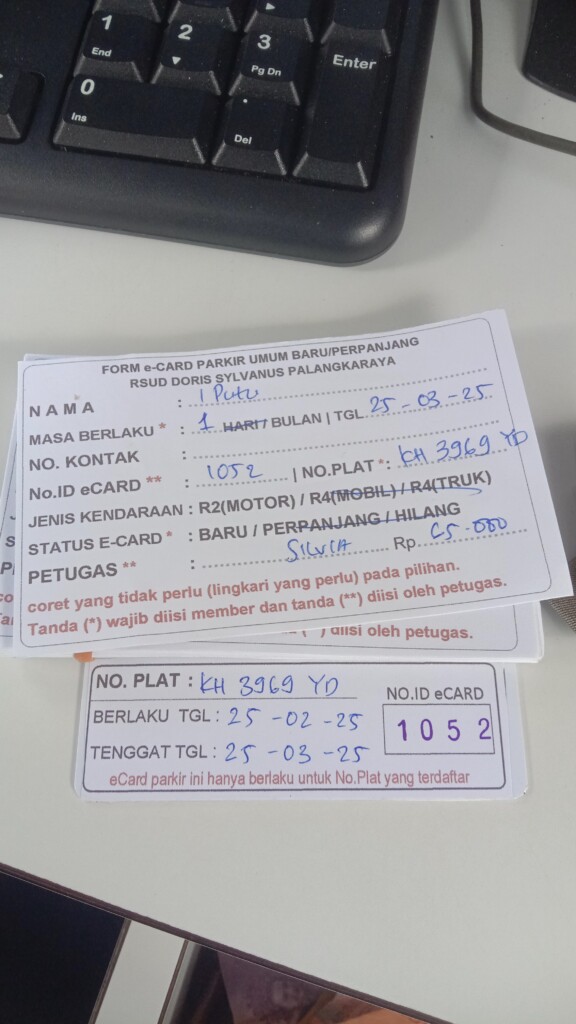 1
End
2
3
Pg Dn
Enter
0
Ins
.
Del
FORM e-CARD PARKIR UMUM BARU/PERPANJANG
RSUD DORIS SYLVANUS PALANGKARAYA
NAMA : I Putu
MASA BERLAKU * : 1 HARI / BULAN | TGL 25-03-25
NO. KONTAK :
No.ID eCARD ** : 1052 | NO.PLAT * : KH 3969 YD
JENIS KENDARAAN : R2(MOTOR) / R4(MOBIL) / R4(TRUK)
STATUS E-CARD * : BARU / PERPANJANG / HILANG
PETUGAS ** : SILVIA Rp. 65.000
coret yang tidak perlu (lingkari yang perlu) pada pilihan.
Tanda (*) wajib diisi member dan tanda (**) diisi oleh petugas.
diisi oleh petugas.
NO. PLAT : KH 3969 YD
NO.ID eCARD
BERLAKU TGL : 25-02-25
1052
TENGGAT TGL : 25-03-25
eCard parkir ini hanya berlaku untuk No.Plat yang terdaftar